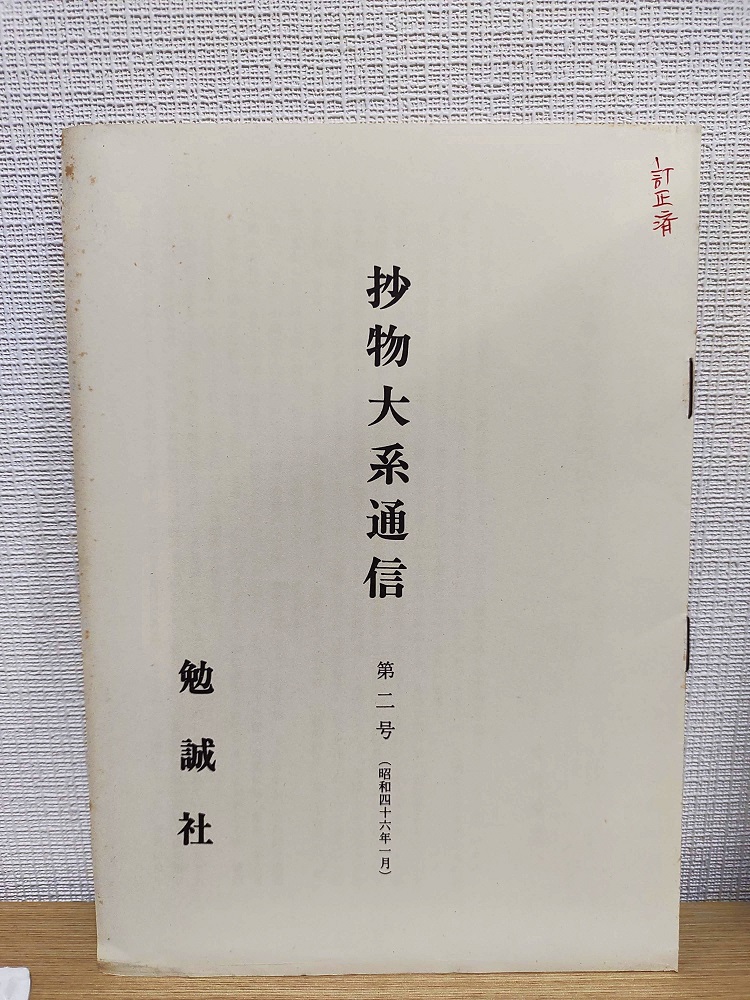 訂正済
抄物大系通信
第二号(昭和四十六年一月)
勉誠社